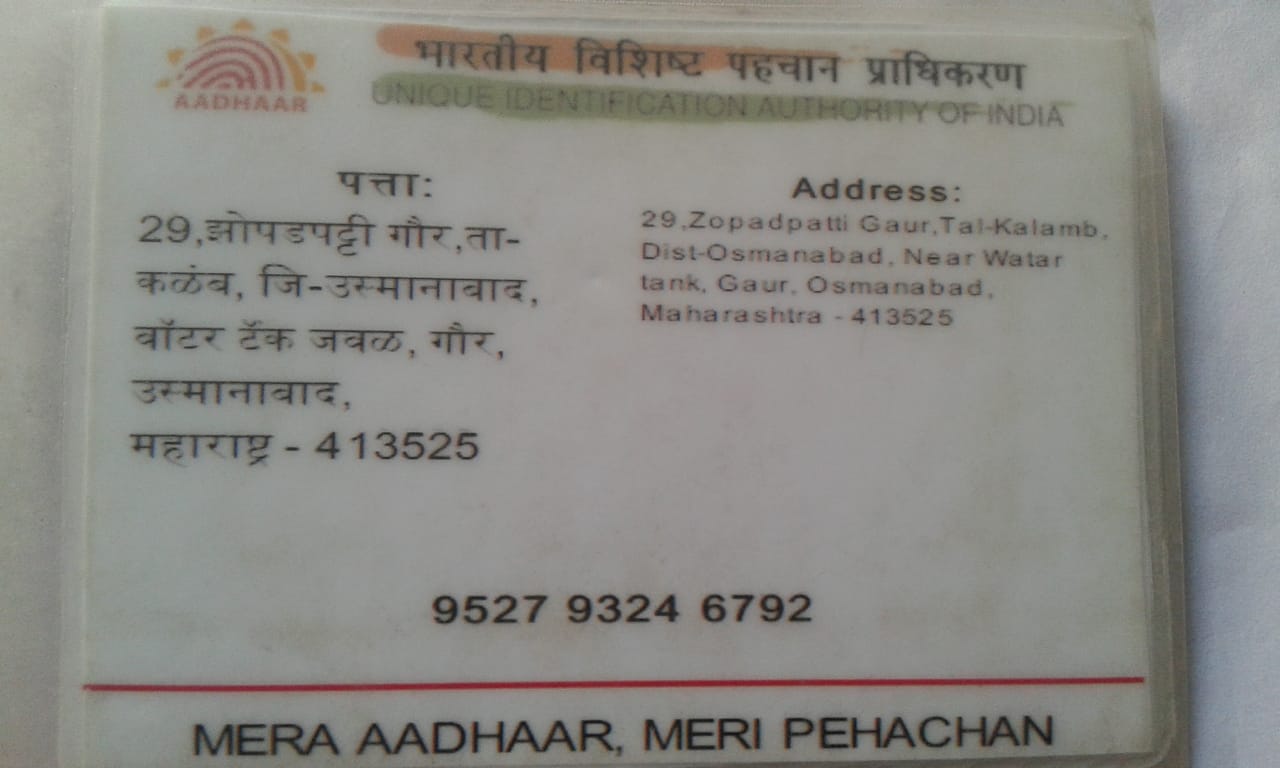 AADHAAR
भारतीय विशिष्ट पहचान प्राधिकरण
UNIQUE IDENTIFICATION AUTHORITY OF INDIA
पत्ता:
29,झोपडपट्टी गौर,ता-
कळंब, जि-उस्मानाबाद,
वॉटर टॅंक जवळ, गौर,
उस्मानाबाद,
महाराष्ट्र - 413525
Address:
29,Zopadpatti Gaur,Tal-Kalamb,
Dist-Osmanabad, Near Watar
tank, Gaur, Osmanabad,
Maharashtra - 413525
9527 9324 6792
MERA AADHAAR, MERI PEHACHAN